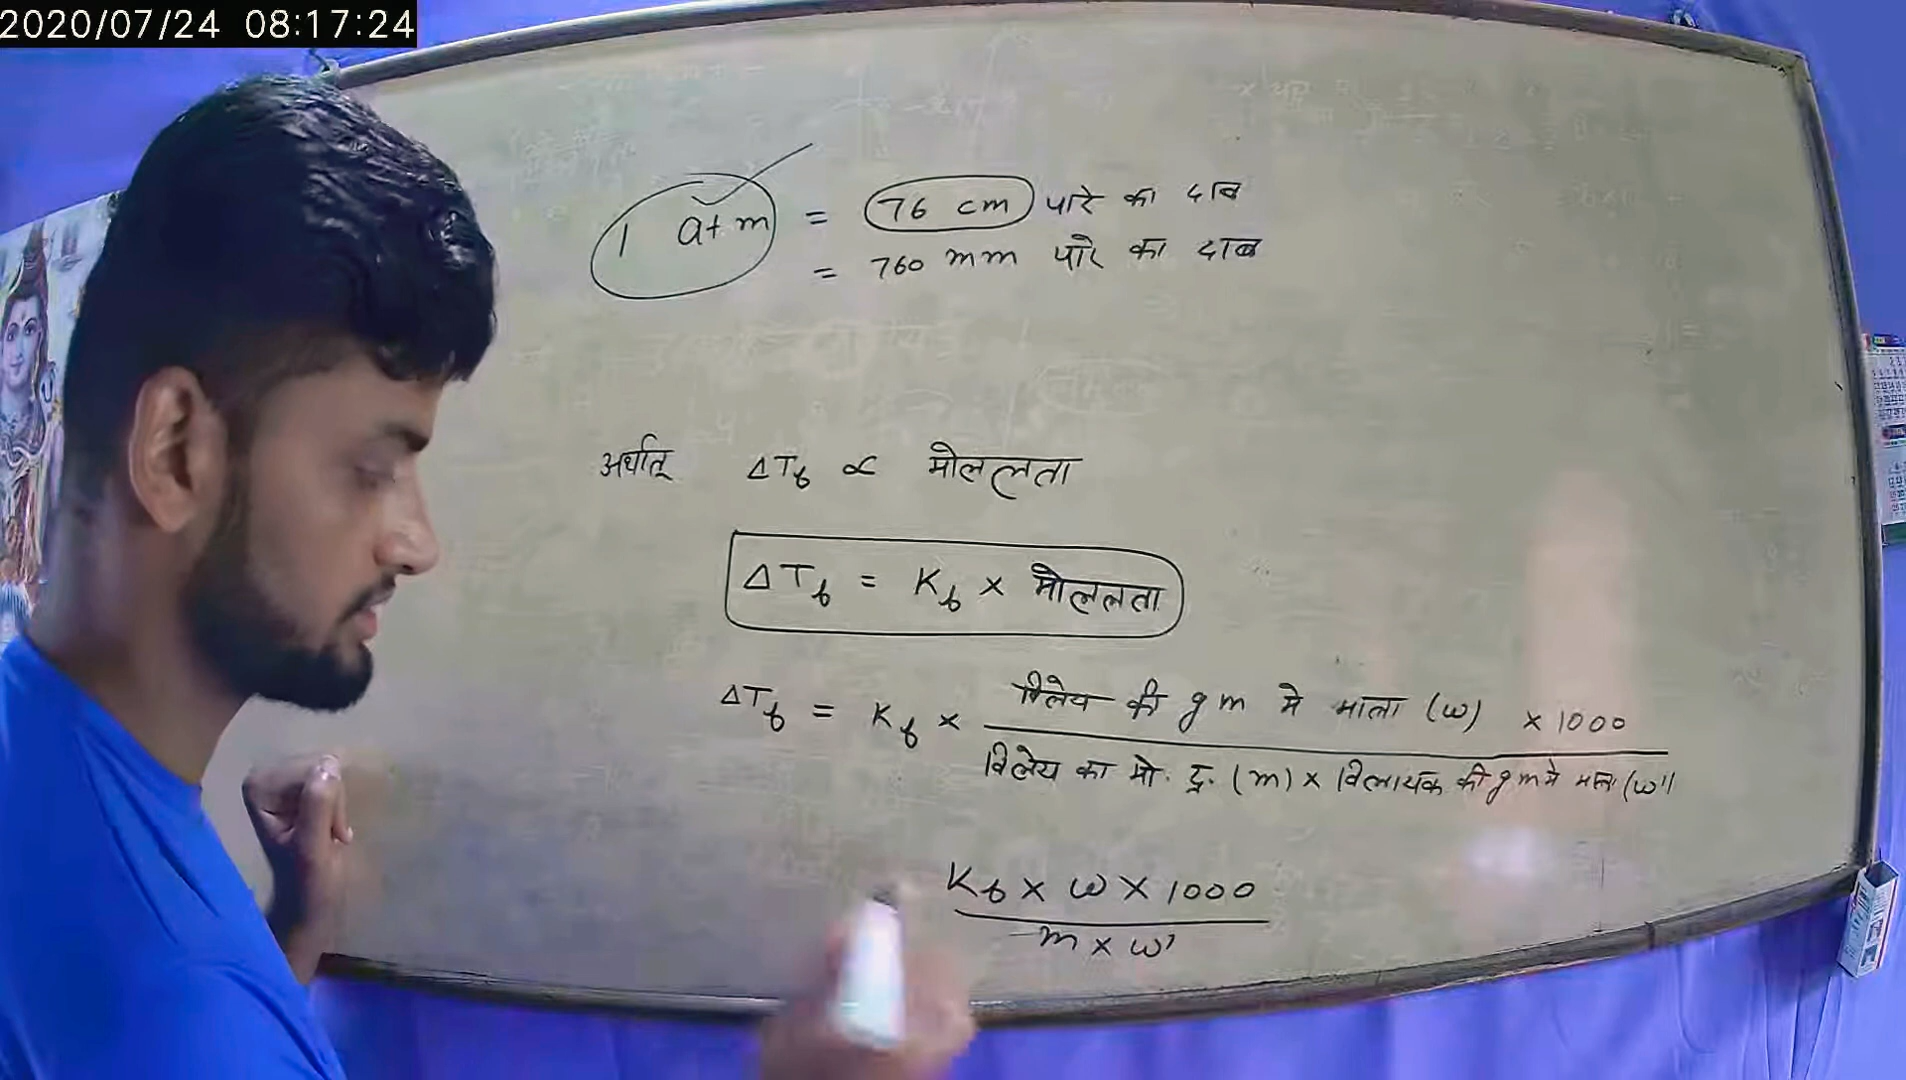 2020/07/24 08:17:24
1 atm = 76 cm पारे का दाब
= 760 mm पारे का दाब
अर्थात् ΔTb ∝ मोललता
ΔTb = Kb × मोललता
ΔTb = Kb × विलेय की gm मे मात्रा (w) × 1000
विलेय का मो. द्र. (m) × विलायक की gm मे मात्रा (w')
Kb × w × 1000
m × w'